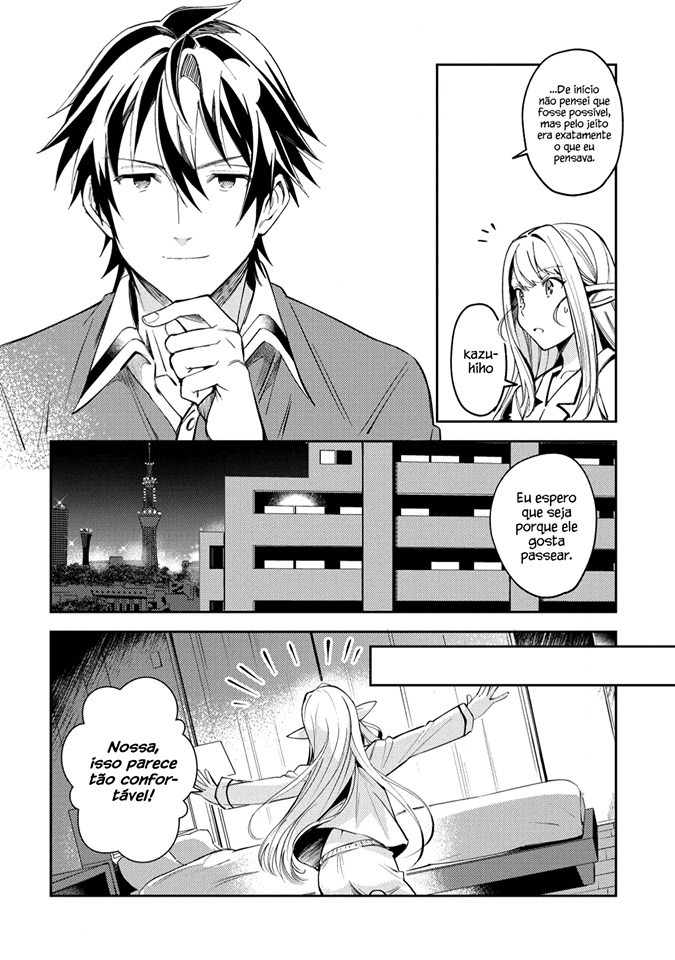 ...De início
não pensei que
fosse possível,
mas pelo jeito
era exatamente
o que eu
pensava.
kazu-
hiho
Eu espero
que seja
porque ele
gosta
passear.
Nossa,
isso parece
tão confor-
tável!